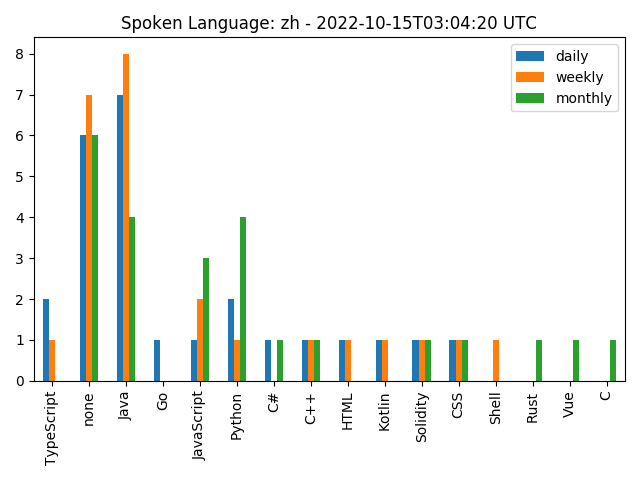 Spoken Language: zh - 2022-10-15T03:04:20 UTC
daily
weekly
monthly
8
7
6
5
4
3
2
1
0
TypeScript
none
Java
Go
JavaScript
Python
C#
C++
HTML
Kotlin
Solidity
CSS
Shell
Rust
Vue
C